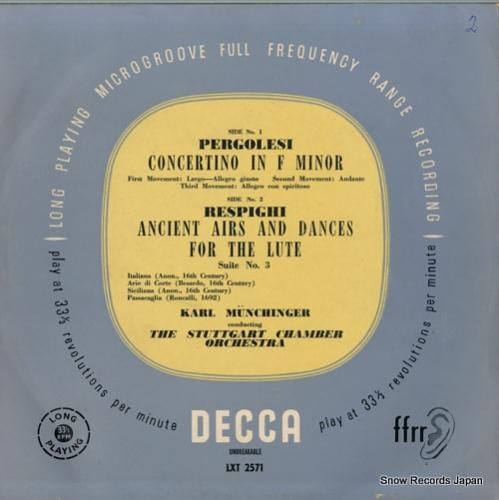 2
LONG PLAYING MICROGROOVE FULL FREQUENCY RANGE RECORDING
SIDE No. 1
PERGOLESI
CONCERTINO IN F MINOR
First Movement: Largo—Allegro giusta Second Movement: Andante
Third Movement: Allegro con spiritoso
SIDE No. 2
RESPIGHI
ANCIENT AIRS AND DANCES
FOR THE LUTE
Suite No. 3
Italiana (Anon., 16th Century)
Arie di Corte (Besardo, 16th Century)
Siciliana (Anon., 16th Century)
Passacaglia (Roncalli, 1692)
KARL MÜNCHINGER
conducting
THE STUTTGART CHAMBER
ORCHESTRA
play at 33⅓ revolutions per minute
play at 33⅓ revolutions per minute
LONG
33⅓
R.P.M
PLAYING
DECCA
UNBREAKABLE
LXT 2571
ffrr
Snow Records Japan